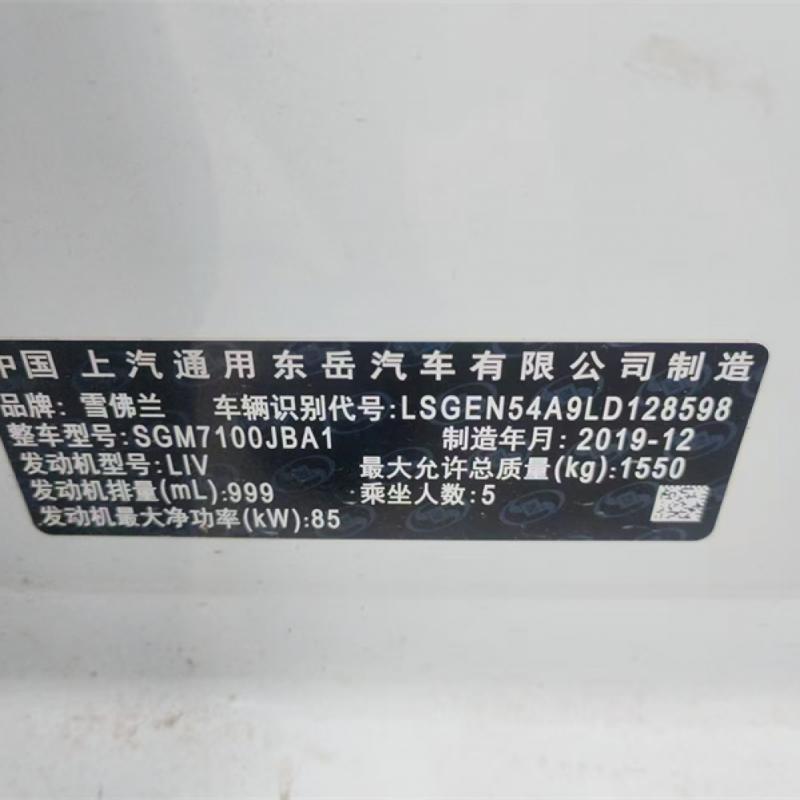 中国 上汽通用东岳汽车有限公司制造
品牌: 雪佛兰 车辆识别代号:LSGEN54A9LD128598
整车型号:SGM7100JBA1 制造年月:2019-12
发动机型号:LIV 最大允许总质量(kg):1550
发动机排量(mL):999 乘坐人数:5
发动机最大净功率(kW):85